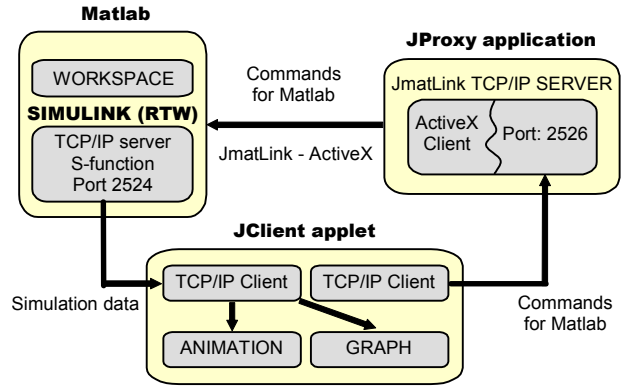 Matlab
WORKSPACE
SIMULINK (RTW)
TCP/IP server
S-function
Port 2524
Commands
for Matlab
JmatLink - ActiveX
JProxy application
JmatLink TCP/IP SERVER
ActiveX
Client
Port: 2526
JClient applet
TCP/IP Client
TCP/IP Client
ANIMATION
GRAPH
Simulation data
Commands
for Matlab